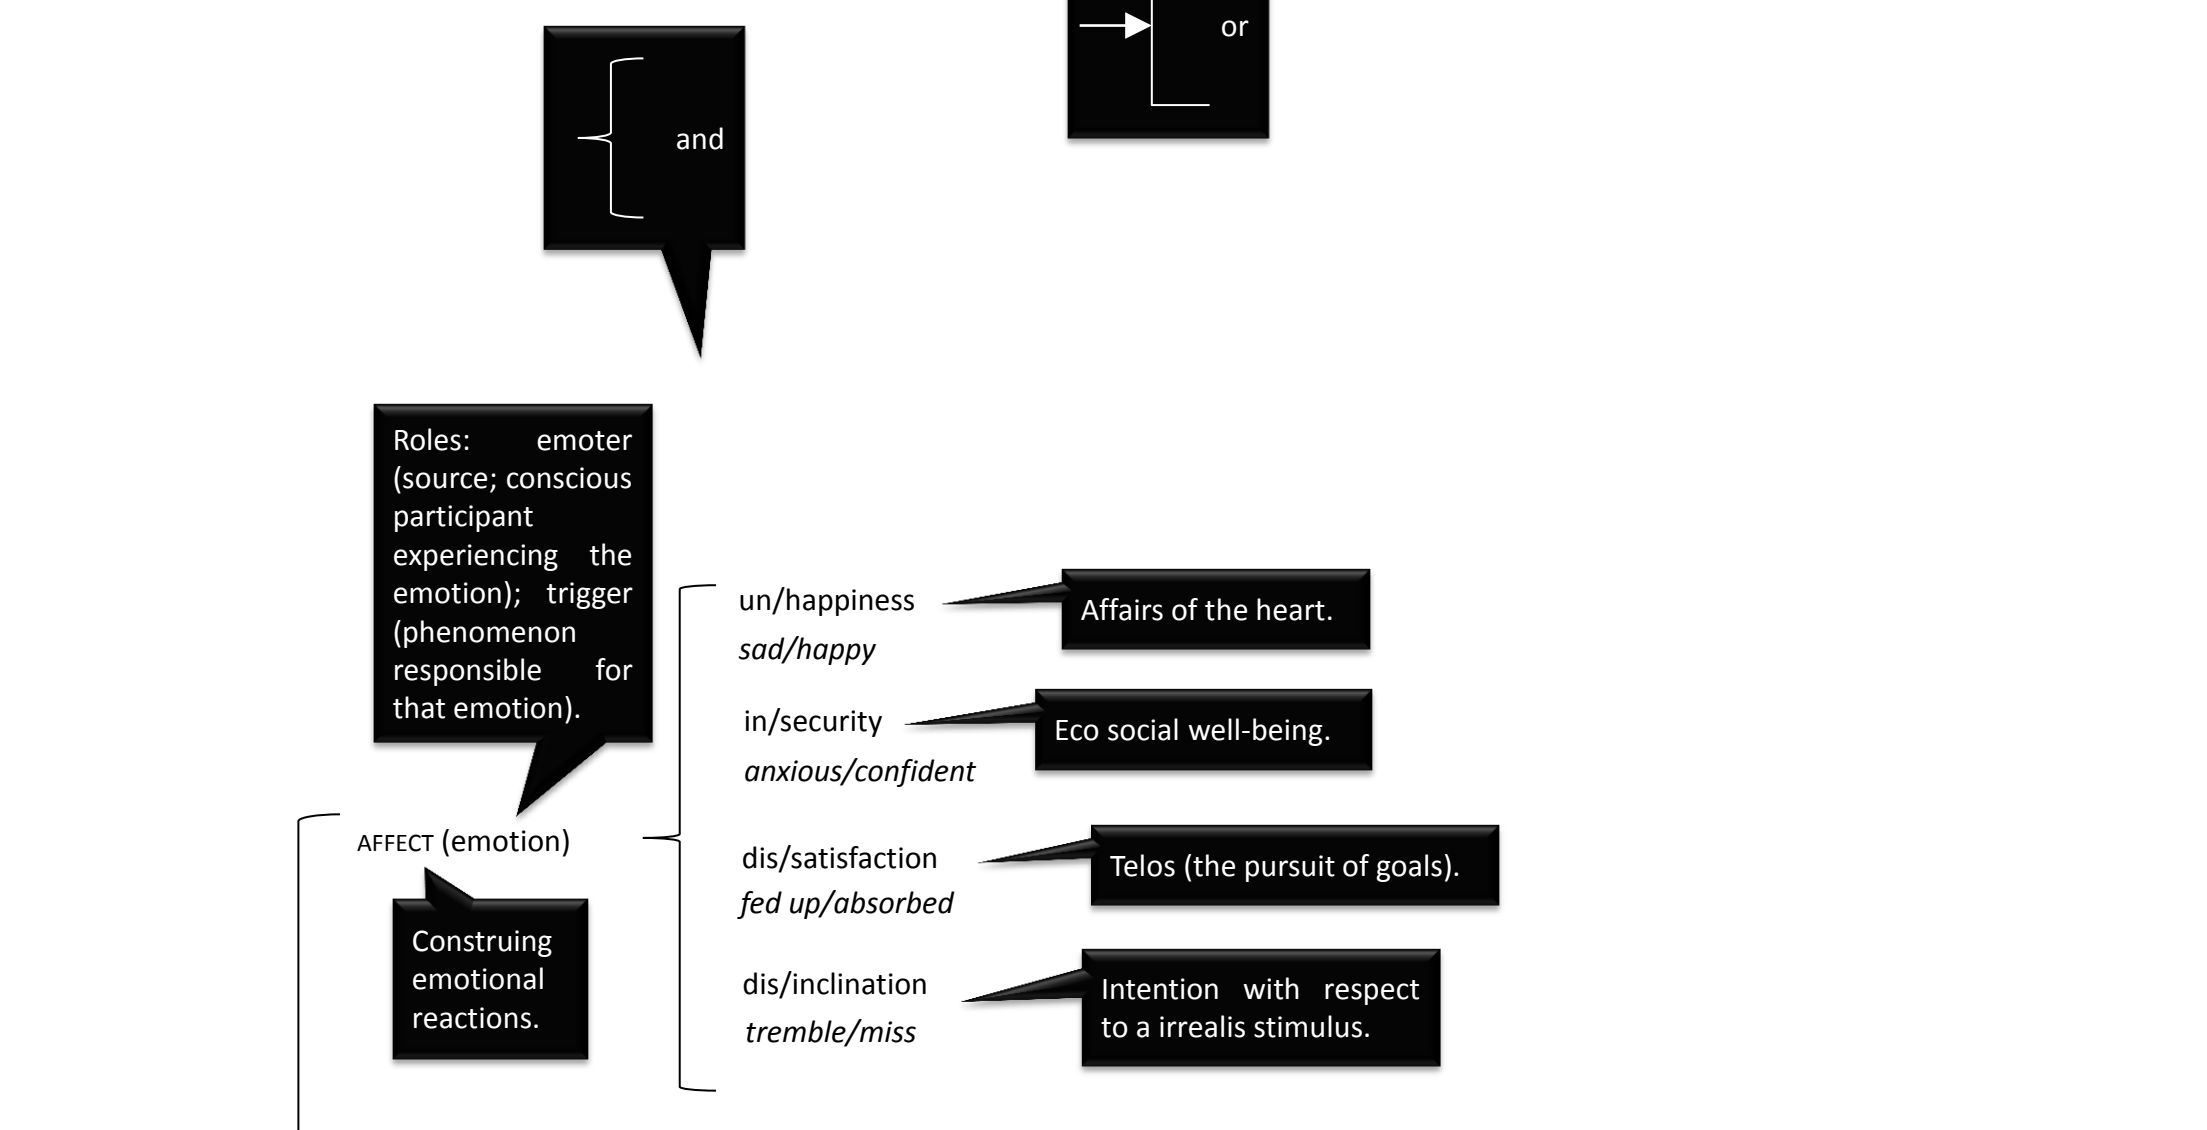 or
and
Roles: emoter
(source; conscious
participant
experiencing the
emotion); trigger
(phenomenon
responsible for
that emotion).
un/happiness
sad/happy
Affairs of the heart.
in/security
anxious/confident
Eco social well-being.
AFFECT (emotion)
dis/satisfaction
fed up/absorbed
Telos (the pursuit of goals).
Construing
emotional
reactions.
dis/inclination
tremble/miss
Intention with respect
to a irrealis stimulus.